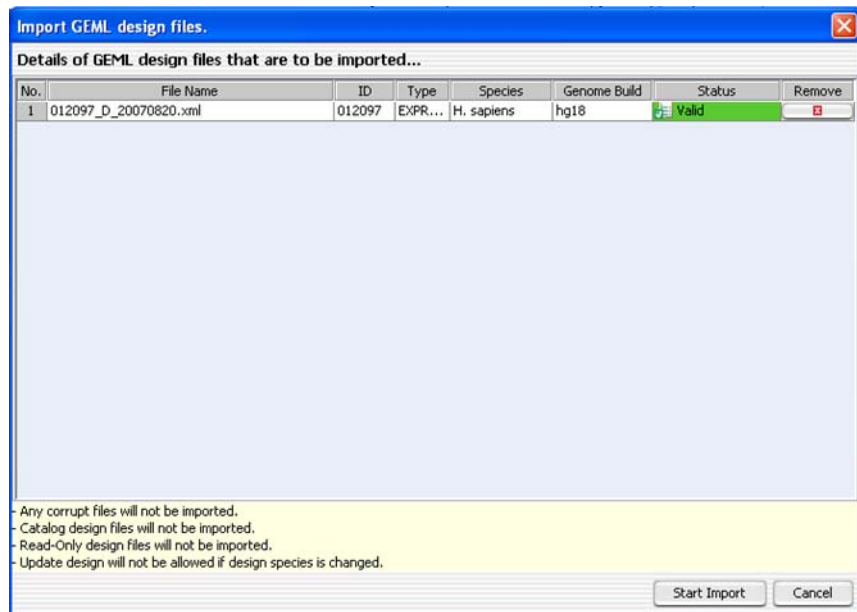 Import GEML design files.
Details of GEML design files that are to be imported...
No. File Name ID Type Species Genome Build Status Remove
1 012097_D_20070820.xml 012097 EXPR... H. sapiens hg18 Valid
- Any corrupt files will not be imported.
- Catalog design files will not be imported.
- Read-Only design files will not be imported.
- Update design will not be allowed if design species is changed.
Start Import Cancel